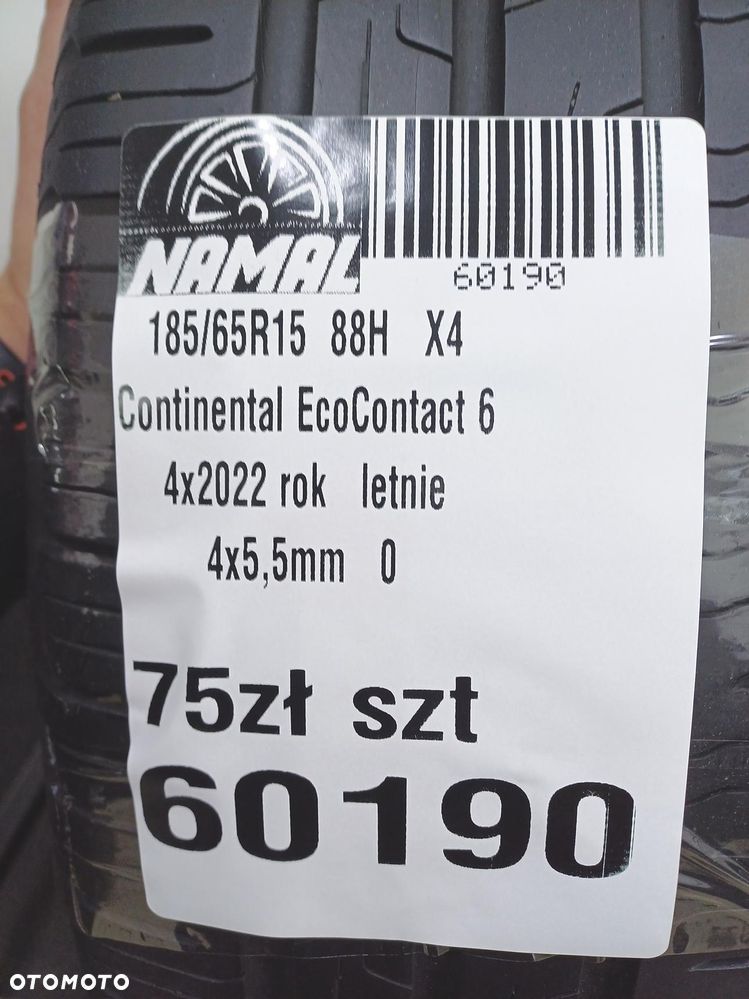 NAMAL
60190
185/65R15 88H X4
Continental EcoContact 6
4x2022 rok letnie
4x5,5mm 0
75zł szt
60190
OTOMOTO